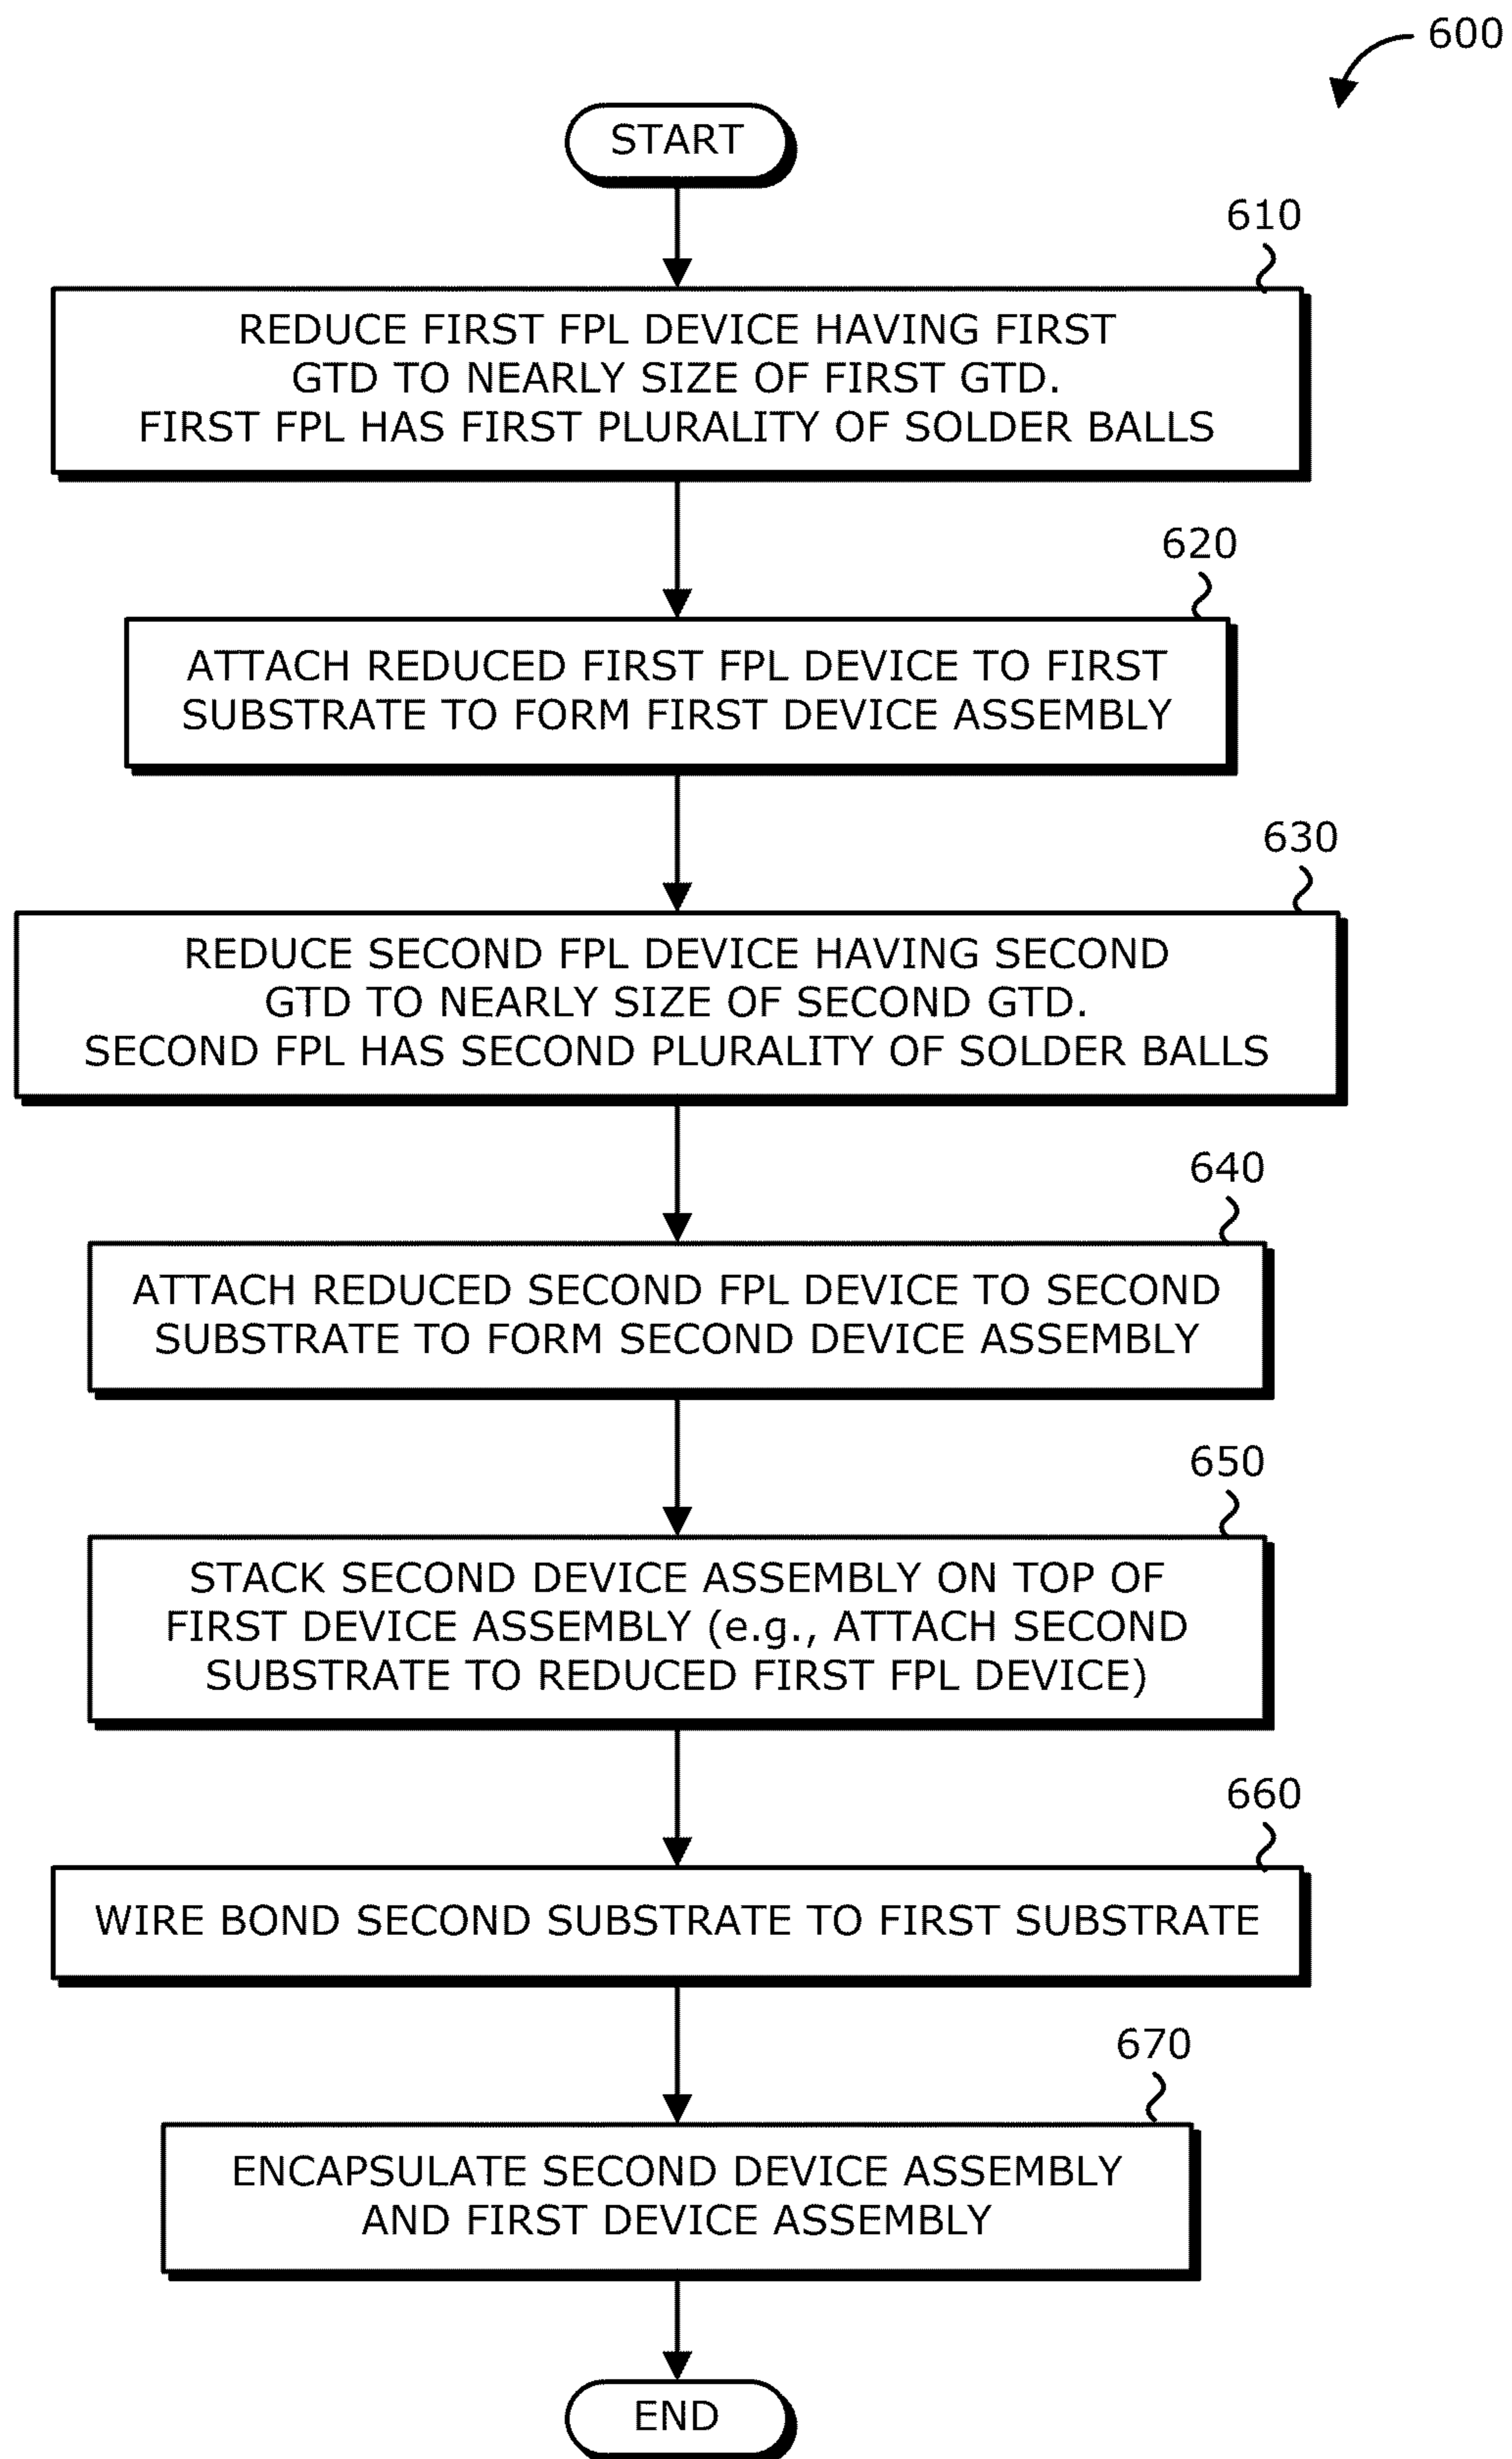 600
START
610
REDUCE FIRST FPL DEVICE HAVING FIRST
GTD TO NEARLY SIZE OF FIRST GTD.
FIRST FPL HAS FIRST PLURALITY OF SOLDER BALLS
620
ATTACH REDUCED FIRST FPL DEVICE TO FIRST
SUBSTRATE TO FORM FIRST DEVICE ASSEMBLY
630
REDUCE SECOND FPL DEVICE HAVING SECOND
GTD TO NEARLY SIZE OF SECOND GTD.
SECOND FPL HAS SECOND PLURALITY OF SOLDER BALLS
640
ATTACH REDUCED SECOND FPL DEVICE TO SECOND
SUBSTRATE TO FORM SECOND DEVICE ASSEMBLY
650
STACK SECOND DEVICE ASSEMBLY ON TOP OF
FIRST DEVICE ASSEMBLY (e.g., ATTACH SECOND
SUBSTRATE TO REDUCED FIRST FPL DEVICE)
660
WIRE BOND SECOND SUBSTRATE TO FIRST SUBSTRATE
670
ENCAPSULATE SECOND DEVICE ASSEMBLY
AND FIRST DEVICE ASSEMBLY
END